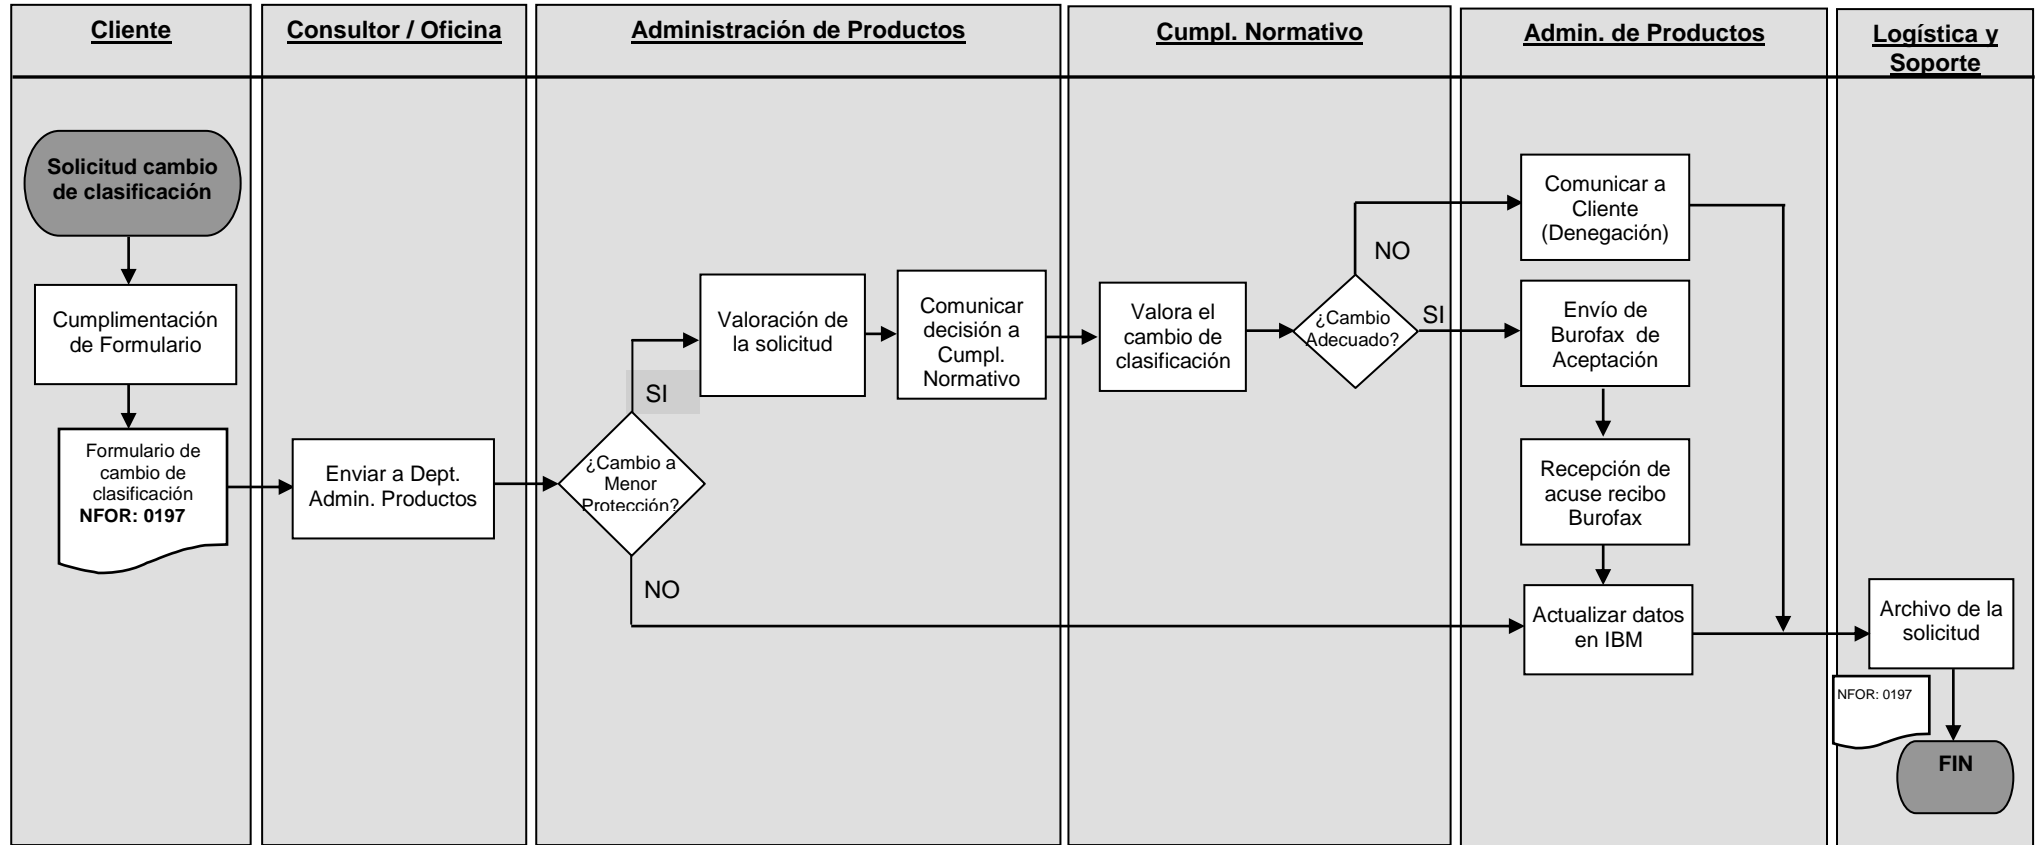 Cliente
Consultor / Oficina
Administración de Productos
Cumpl. Normativo
Admin. de Productos
Logística y
Soporte
Solicitud cambio
de clasificación
Cumplimentación
de Formulario
Formulario de
cambio de
clasificación
NFOR: 0197
Enviar a Dept.
Admin. Productos
¿Cambio a
Menor
Protección?
SI
NO
Valoración de
la solicitud
Comunicar
decisión a
Cumpl.
Normativo
Valora el
cambio de
clasificación
¿Cambio
Adecuado?
NO
SI
Comunicar a
Cliente
(Denegación)
Envío de
Burofax de
Aceptación
Recepción de
acuse recibo
Burofax
Actualizar datos
en IBM
Archivo de la
solicitud
NFOR: 0197
FIN